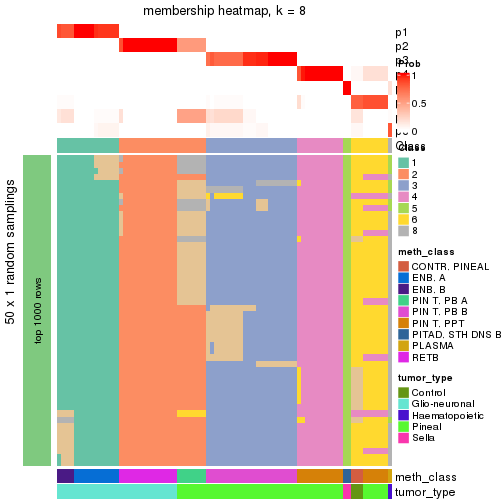 membership heatmap, k = 8
p1
p2
p3
Prob
1
0.5
0
Class
Class
1
2
3
4
5
6
8
50 x 1 random samplings
top 1000 rows
meth_class
CONTR. PINEAL
ENB. A
ENB. B
PIN T. PB A
PIN T. PB B
PIN T. PPT
PITAD. STH DNS B
PLASMA
RETB
tumor_type
Control
Glio-neuronal
Haematopoietic
Pineal
Sella
meth_class
tumor_type